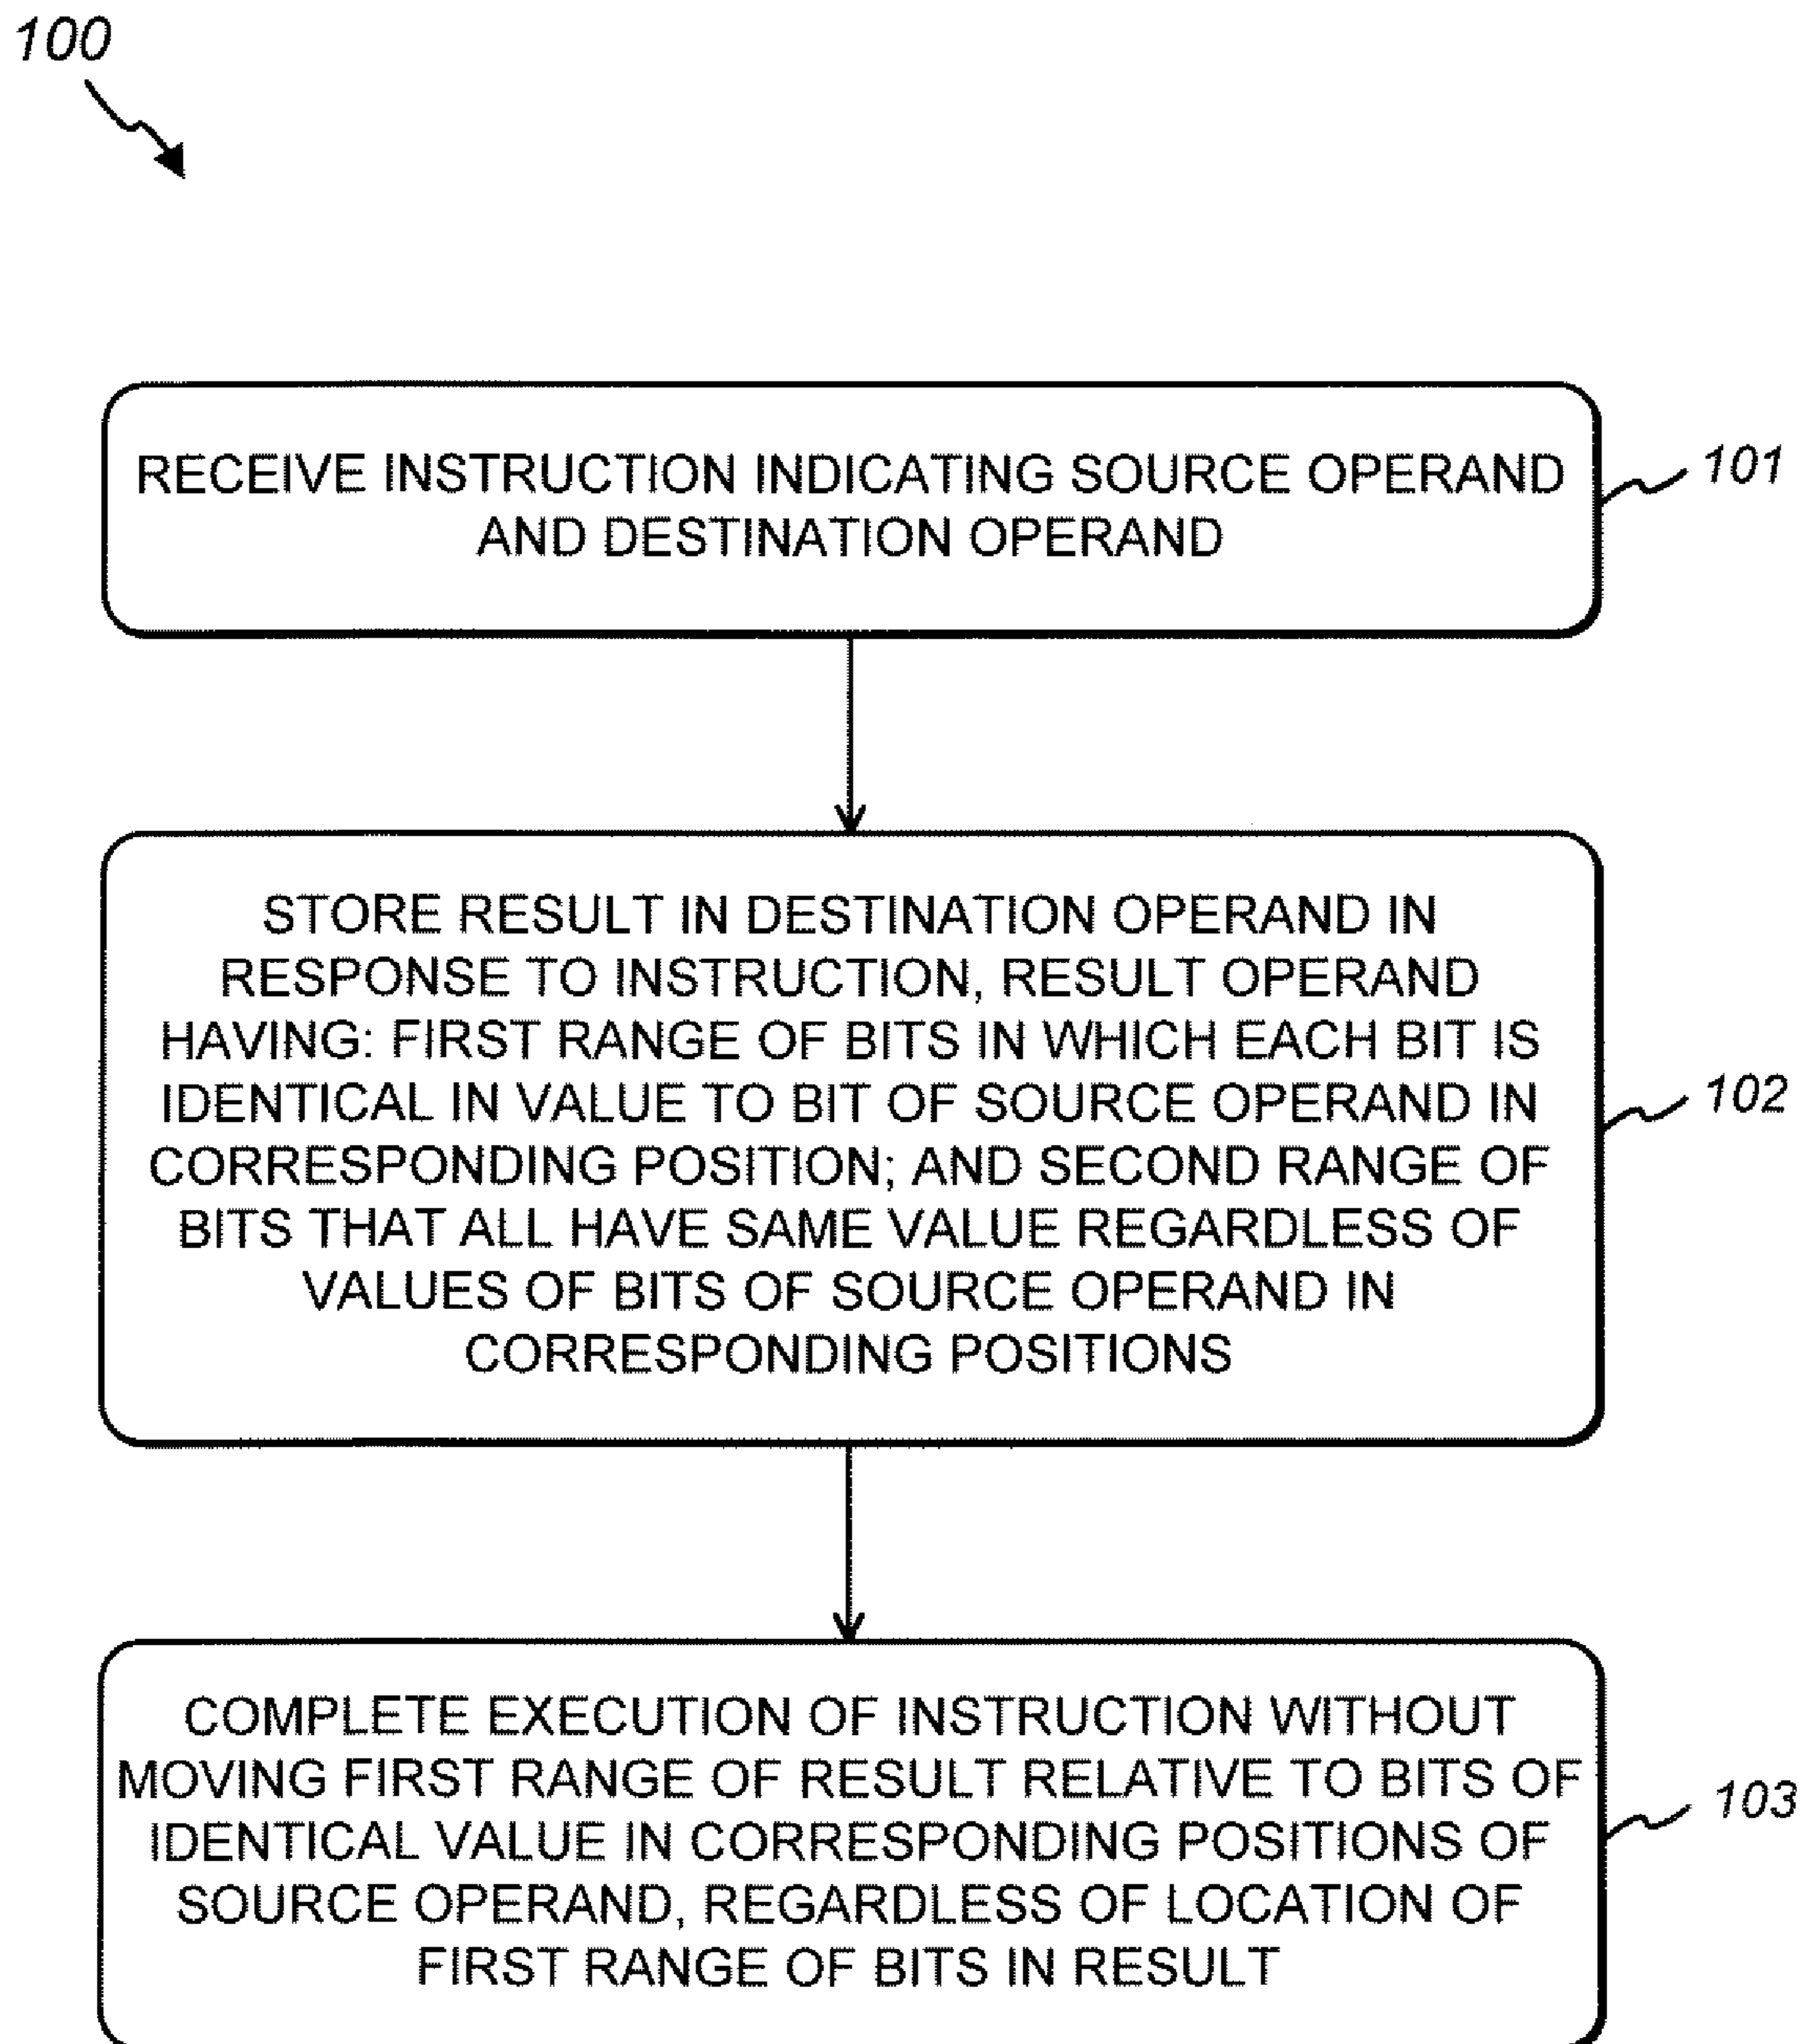 100
RECEIVE INSTRUCTION INDICATING SOURCE OPERAND
AND DESTINATION OPERAND
101
STORE RESULT IN DESTINATION OPERAND IN
RESPONSE TO INSTRUCTION, RESULT OPERAND
HAVING: FIRST RANGE OF BITS IN WHICH EACH BIT IS
IDENTICAL IN VALUE TO BIT OF SOURCE OPERAND IN
CORRESPONDING POSITION; AND SECOND RANGE OF
BITS THAT ALL HAVE SAME VALUE REGARDLESS OF
VALUES OF BITS OF SOURCE OPERAND IN
CORRESPONDING POSITIONS
102
COMPLETE EXECUTION OF INSTRUCTION WITHOUT
MOVING FIRST RANGE OF RESULT RELATIVE TO BITS OF
IDENTICAL VALUE IN CORRESPONDING POSITIONS OF
SOURCE OPERAND, REGARDLESS OF LOCATION OF
FIRST RANGE OF BITS IN RESULT
103